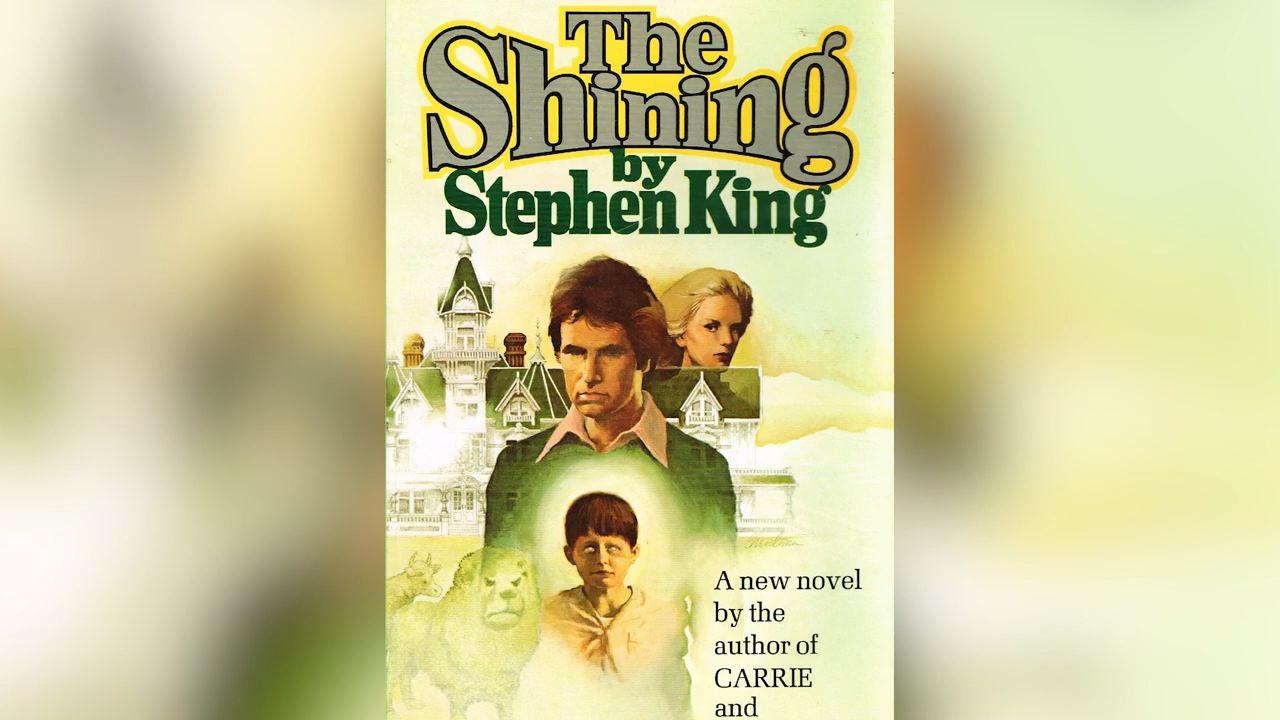 The
Shining
by
Stephen King
A new novel
by the
author of
CARRIE
and